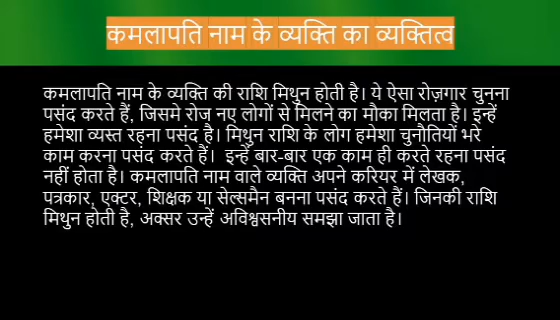 कमलापति नाम के व्यक्ति का व्यक्तित्व
कमलापति नाम के व्यक्ति की राशि मिथुन होती है। ये ऐसा रोज़गार चुनना
पसंद करते हैं, जिसमे रोज नए लोगों से मिलने का मौका मिलता है। इन्हें
हमेशा व्यस्त रहना पसंद है। मिथुन राशि के लोग हमेशा चुनौतियों भरे
काम करना पसंद करते हैं।  इन्हें बार-बार एक काम ही करते रहना पसंद
नहीं होता है। कमलापति नाम वाले व्यक्ति अपने करियर में लेखक,
पत्रकार, एक्टर, शिक्षक या सेल्समैन बनना पसंद करते हैं। जिनकी राशि
मिथुन होती है, अक्सर उन्हें अविश्वसनीय समझा जाता है।